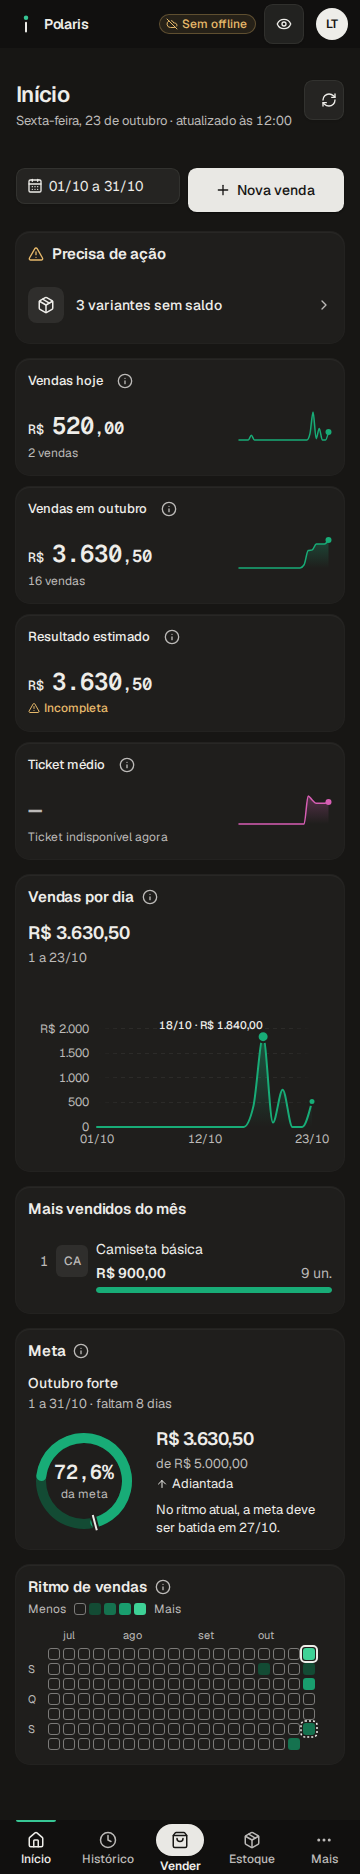 Polaris
Sem offline
LT
Início
Sexta-feira, 23 de outubro · atualizado às 12:00
01/10 a 31/10
Nova venda
Precisa de ação
3 variantes sem saldo
Vendas hoje
R$ 520,00
2 vendas
Vendas em outubro
R$ 3.630,50
16 vendas
Resultado estimado
R$ 3.630,50
Incompleta
Ticket médio
—
Ticket indisponível agora
Vendas por dia
R$ 3.630,50
1 a 23/10
18/10 · R$ 1.840,00
R$ 2.000
1.500
1.000
500
0
01/10 12/10 23/10
Mais vendidos do mês
1 CA Camiseta básica
R$ 900,00 9 un.
Meta
Outubro forte
1 a 31/10 · faltam 8 dias
72,6%
da meta
R$ 3.630,50
de R$ 5.000,00
Adiantada
No ritmo atual, a meta deve
ser batida em 27/10.
Ritmo de vendas
Menos Mais
jul ago set out
S
Q
S
Início Histórico Vender Estoque Mais